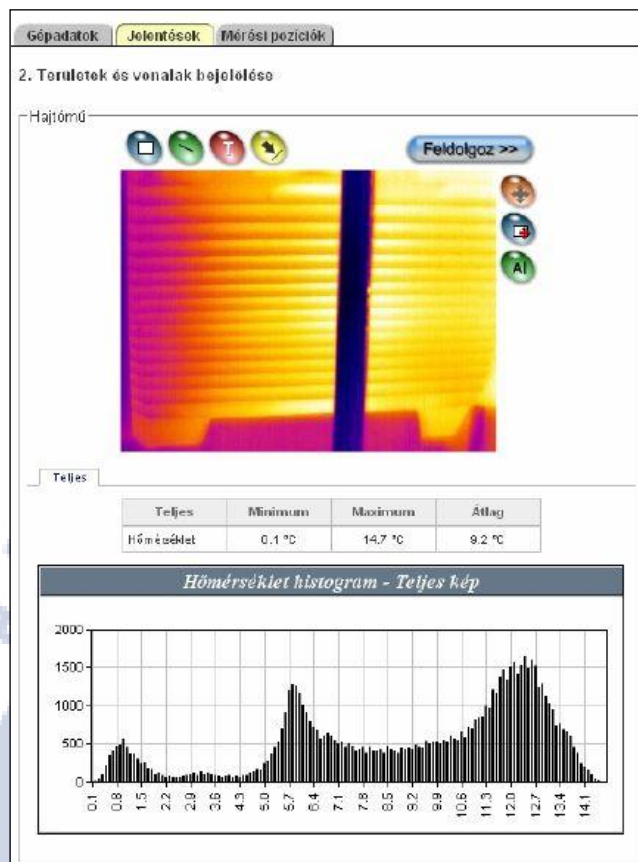 Gépadatok Jelentések Mérési pozíciók
2. Területek és vonalak bejelölése
Hajtómű
T
Feldolgoz >>
AI
Teljes
Teljes Minimum Maximum Átlag
Hőmérséklet 0.1 °C 14.7 °C 9.2 °C
Hőmérséklet histogram - Teljes kép
2000
1500
1000
500
0
0.1 0.8 1.5 2.2 2.9 3.6 4.3 5.0 5.7 6.4 7.1 7.8 8.5 9.2 9.9 10.6 11.3 12.0 12.7 13.4 14.1